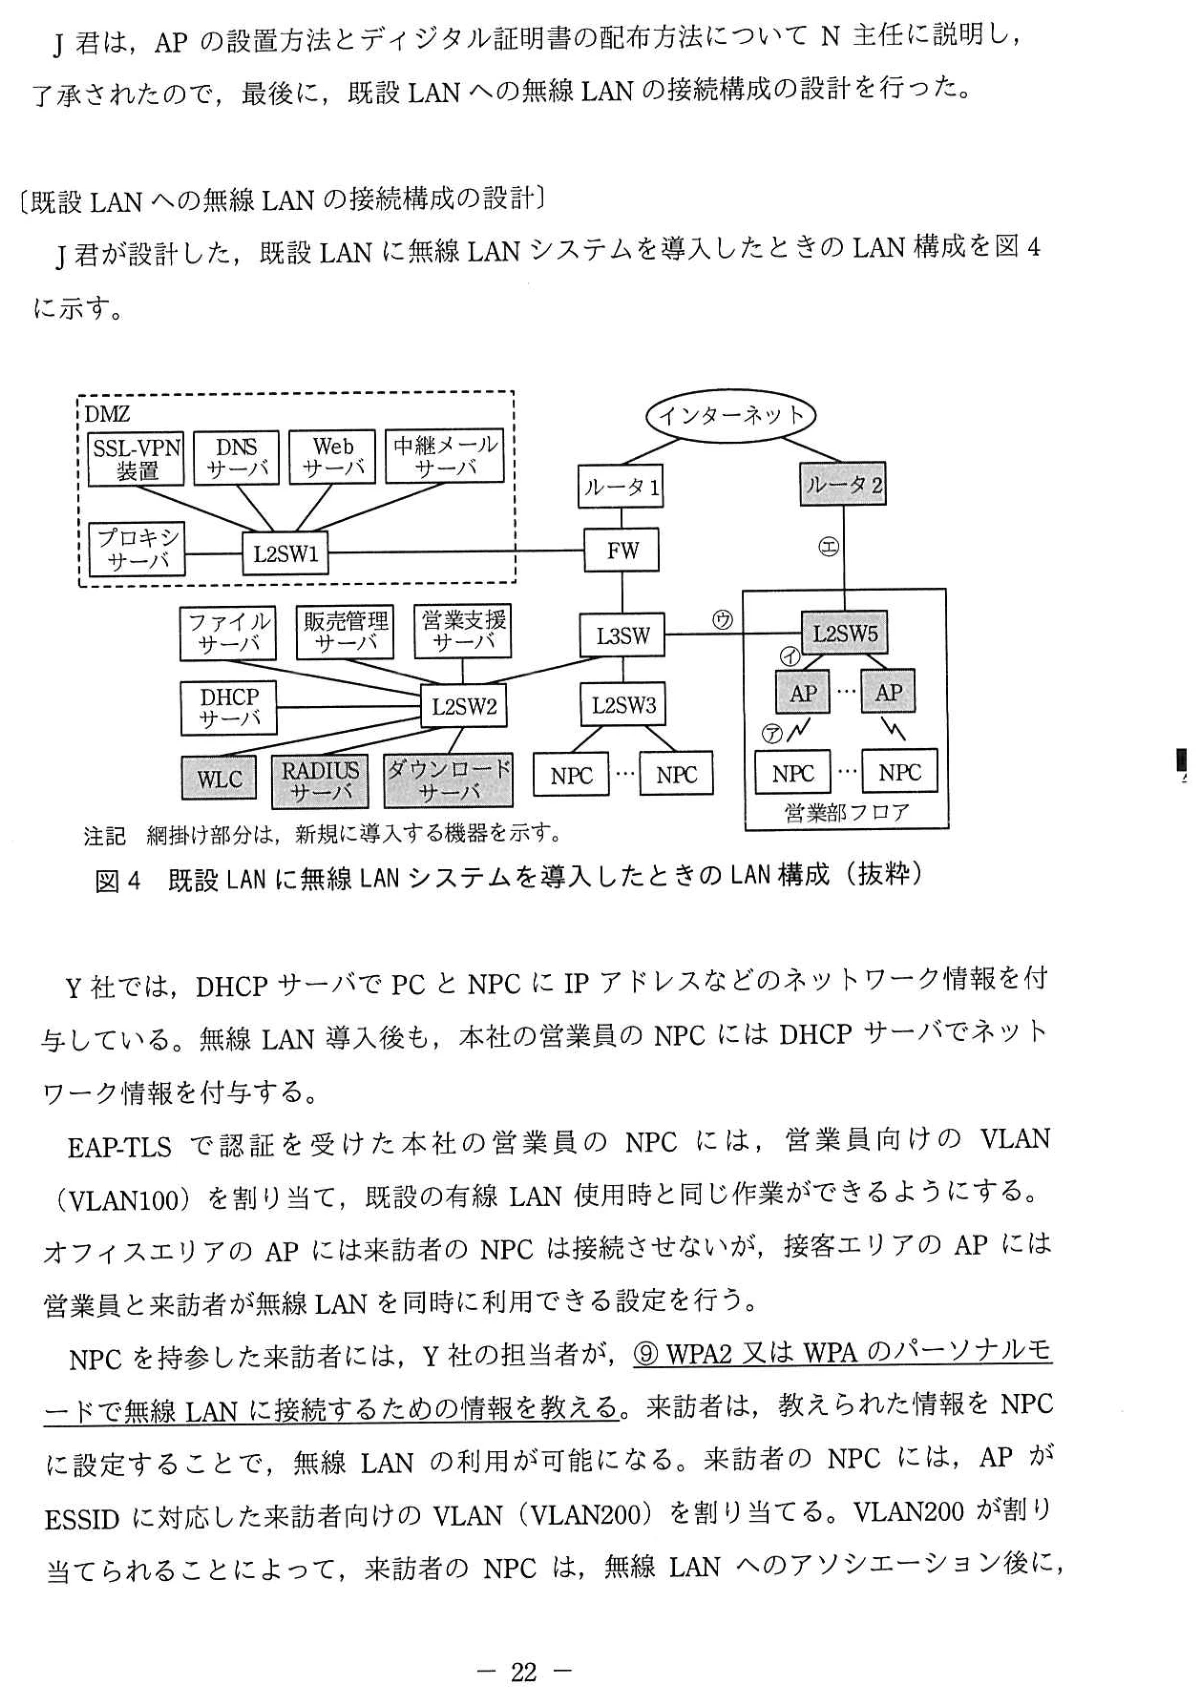 J 君は，AP の設置方法とディジタル証明書の配布方法について N 主任に説明し，
了承されたので，最後に，既設 LAN への無線 LAN の接続構成の設計を行った。
〔既設 LAN への無線 LAN の接続構成の設計〕
J 君が設計した，既設 LAN に無線 LAN システムを導入したときの LAN 構成を図 4
に示す。
DMZ
SSL-VPN
装置
DNS
サーバ
Web
サーバ
中継メール
サーバ
プロキシ
サーバ
L2SW1
インターネット
ルータ 1
ルータ 2
FW
㋓
ファイル
サーバ
販売管理
サーバ
営業支援
サーバ
L3SW
㋒
L2SW5
㋑
DHCP
サーバ
L2SW2
L2SW3
AP
…
AP
㋐
WLC
RADIUS
サーバ
ダウンロード
サーバ
NPC
…
NPC
NPC
…
NPC
営業部フロア
注記 網掛け部分は，新規に導入する機器を示す。
図 4 既設 LAN に無線 LAN システムを導入したときの LAN 構成（抜粋）
Y 社では，DHCP サーバで PC と NPC に IP アドレスなどのネットワーク情報を付
与している。無線 LAN 導入後も，本社の営業員の NPC には DHCP サーバでネット
ワーク情報を付与する。
EAP-TLS で認証を受けた本社の営業員の NPC には，営業員向けの VLAN
（VLAN100）を割り当て，既設の有線 LAN 使用時と同じ作業ができるようにする。
オフィスエリアの AP には来訪者の NPC は接続させないが，接客エリアの AP には
営業員と来訪者が無線 LAN を同時に利用できる設定を行う。
NPC を持参した来訪者には，Y 社の担当者が，⑨ WPA2 又は WPA のパーソナルモ
ードで無線 LAN に接続するための情報を教える。来訪者は，教えられた情報を NPC
に設定することで，無線 LAN の利用が可能になる。来訪者の NPC には，AP が
ESSID に対応した来訪者向けの VLAN（VLAN200）を割り当てる。VLAN200 が割り
当てられることによって，来訪者の NPC は，無線 LAN へのアソシエーション後に，
－ 22 －